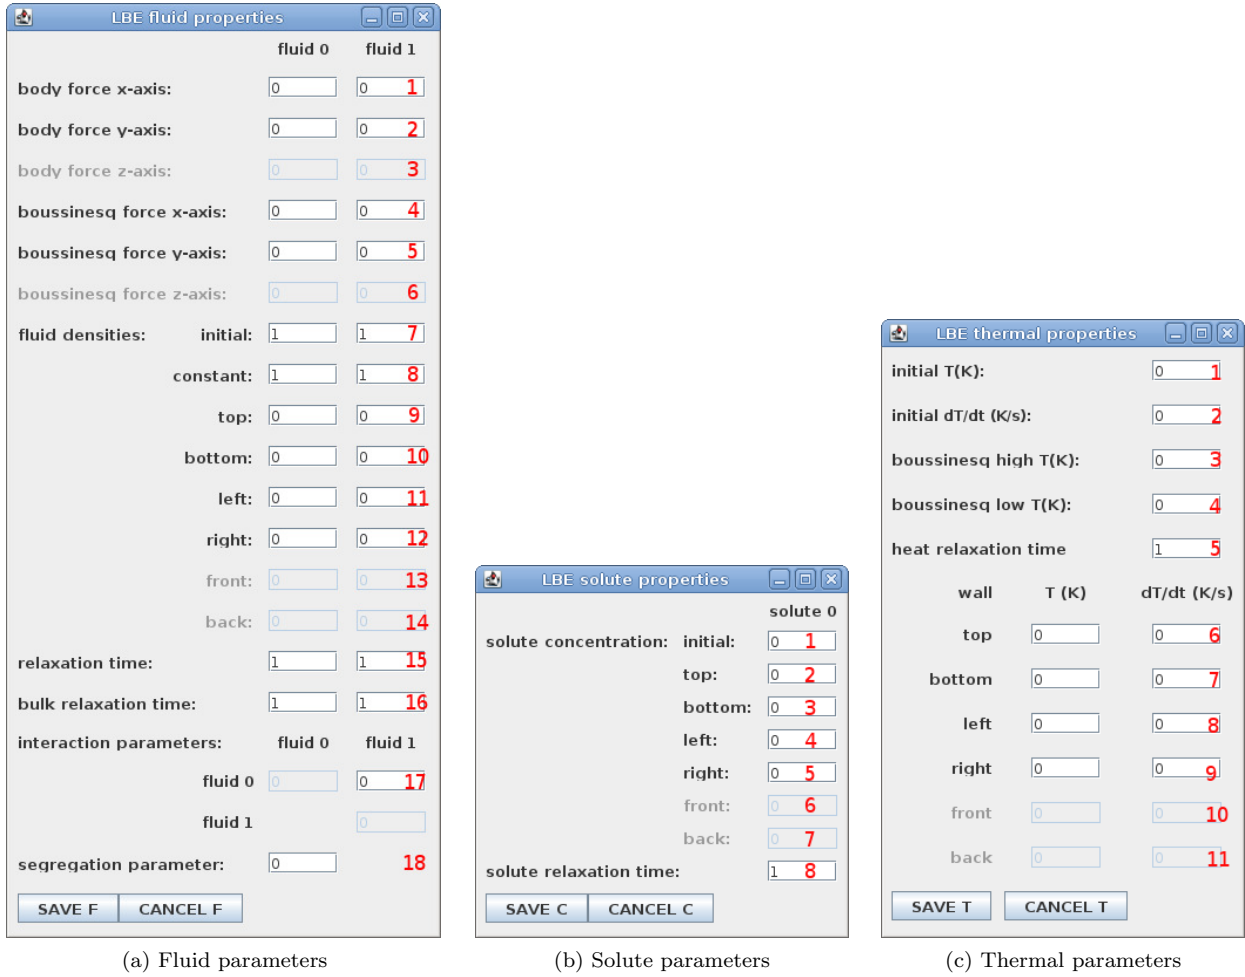 LBE fluid properties
fluid 0 fluid 1
body force x-axis: 0 0 1
body force y-axis: 0 0 2
body force z-axis: 0 0 3
boussinesq force x-axis: 0 0 4
boussinesq force y-axis: 0 0 5
boussinesq force z-axis: 0 0 6
fluid densities: initial: 1 1 7
constant: 1 1 8
top: 0 0 9
bottom: 0 0 10
left: 0 0 11
right: 0 0 12
front: 0 0 13
back: 0 0 14
relaxation time: 1 1 15
bulk relaxation time: 1 1 16
interaction parameters: fluid 0 fluid 1
fluid 0 0 0 17
fluid 1 0
segregation parameter: 0 18
SAVE F CANCEL F
(a) Fluid parameters
LBE solute properties
solute 0
solute concentration: initial: 0 1
top: 0 2
bottom: 0 3
left: 0 4
right: 0 5
front: 0 6
back: 0 7
solute relaxation time: 1 8
SAVE C CANCEL C
(b) Solute parameters
LBE thermal properties
initial T(K): 0 1
initial dT/dt (K/s): 0 2
boussinesq high T(K): 0 3
boussinesq low T(K): 0 4
heat relaxation time 1 5
wall T (K) dT/dt (K/s)
top 0 0 6
bottom 0 0 7
left 0 0 8
right 0 0 9
front 0 0 10
back 0 0 11
SAVE T CANCEL T
(c) Thermal parameters